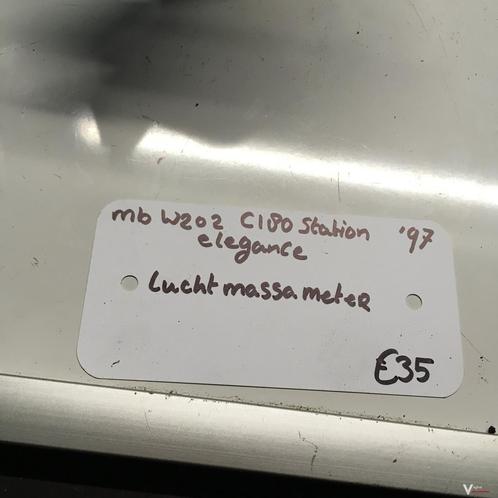 mb W202 C180 Station '97
elegance
Luchtmassameter
€35